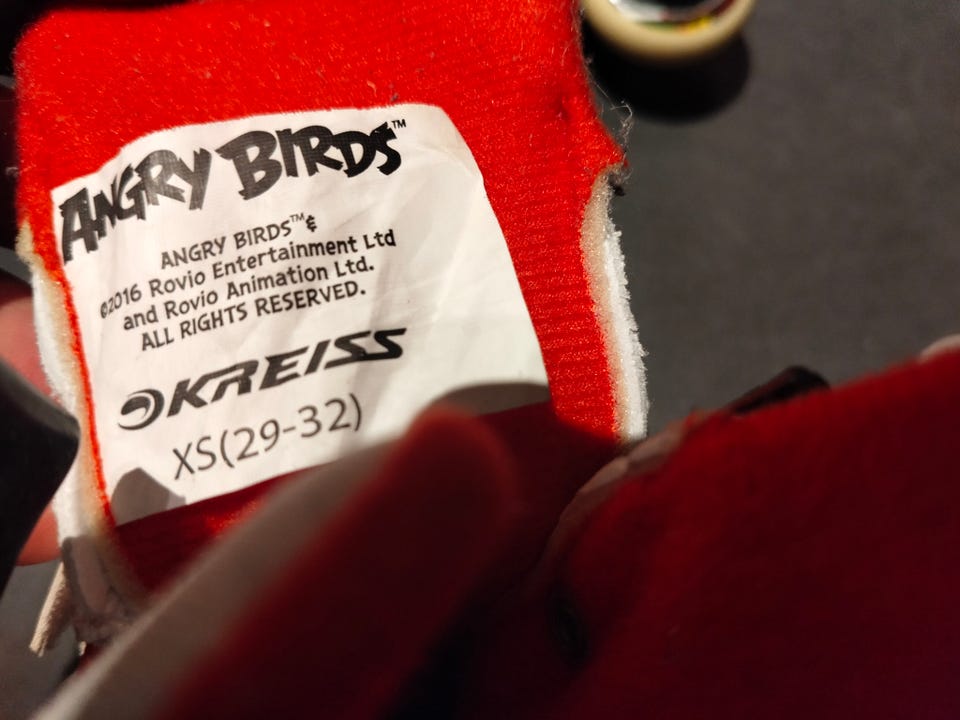 ANGRY BIRDS™
ANGRY BIRDS™ &
©2016 Rovio Entertainment Ltd
and Rovio Animation Ltd.
ALL RIGHTS RESERVED.
KREISS
XS(29-32)